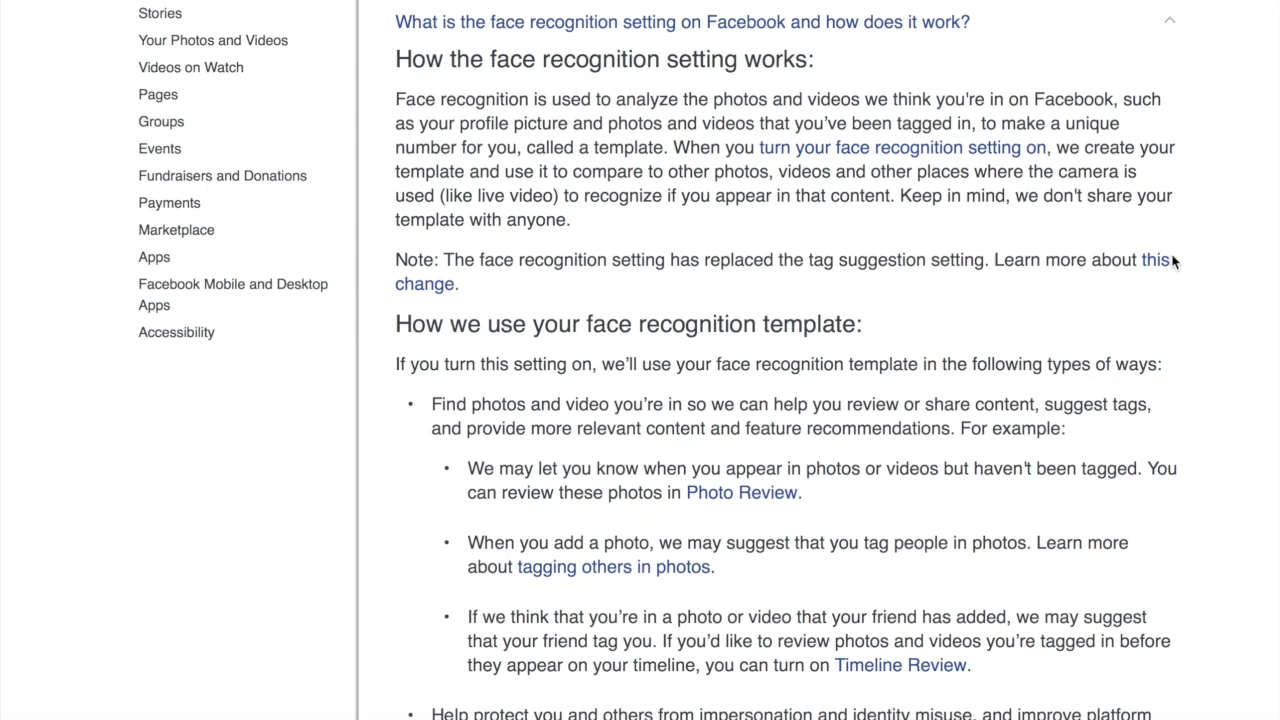 Stories
Your Photos and Videos
Videos on Watch
Pages
Groups
Events
Fundraisers and Donations
Payments
Marketplace
Apps
Facebook Mobile and Desktop
Apps
Accessibility
What is the face recognition setting on Facebook and how does it work?
How the face recognition setting works:
Face recognition is used to analyze the photos and videos we think you're in on Facebook, such
as your profile picture and photos and videos that you've been tagged in, to make a unique
number for you, called a template. When you turn your face recognition setting on, we create your
template and use it to compare to other photos, videos and other places where the camera is
used (like live video) to recognize if you appear in that content. Keep in mind, we don't share your
template with anyone.
Note: The face recognition setting has replaced the tag suggestion setting. Learn more about this
change.
How we use your face recognition template:
If you turn this setting on, we'll use your face recognition template in the following types of ways:
• Find photos and video you're in so we can help you review or share content, suggest tags,
and provide more relevant content and feature recommendations. For example:
• We may let you know when you appear in photos or videos but haven't been tagged. You
can review these photos in Photo Review.
• When you add a photo, we may suggest that you tag people in photos. Learn more
about tagging others in photos.
• If we think that you're in a photo or video that your friend has added, we may suggest
that your friend tag you. If you'd like to review photos and videos you're tagged in before
they appear on your timeline, you can turn on Timeline Review.
• Help protect you and others from impersonation and identity misuse, and improve platform